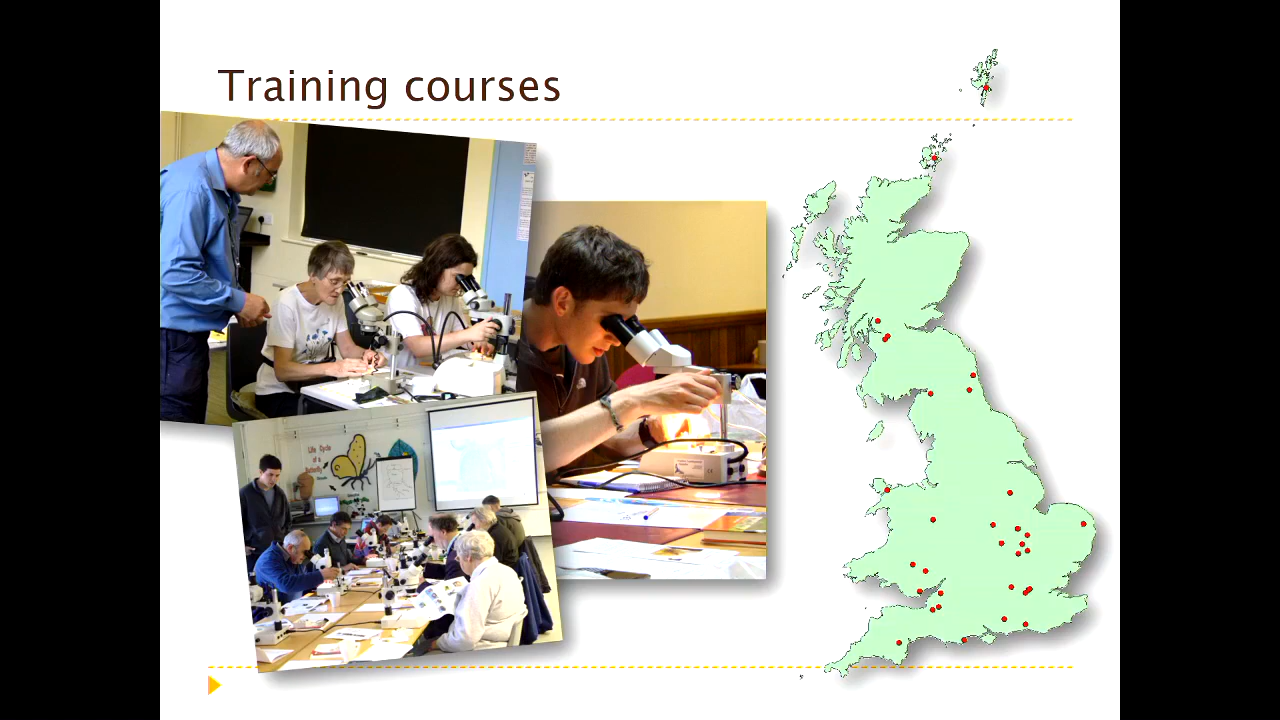 Training courses
Life Cycle
of a
Butterfly